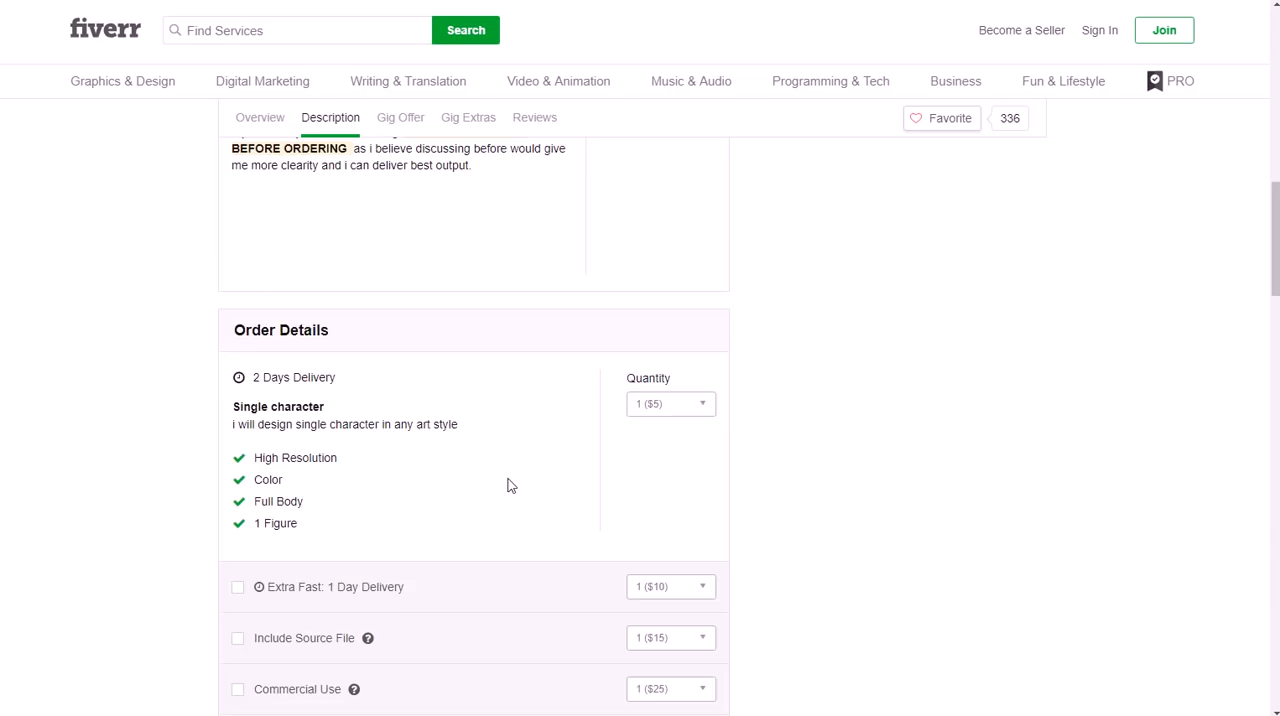 fiverr
Find Services
Search
Become a Seller
Sign In
Join
Graphics & Design
Digital Marketing
Writing & Translation
Video & Animation
Music & Audio
Programming & Tech
Business
Fun & Lifestyle
PRO
Overview
Description
Gig Offer
Gig Extras
Reviews
Favorite
336
BEFORE ORDERING as i believe discussing before would give
me more clearity and i can deliver best output.
Order Details
2 Days Delivery
Quantity
1 ($5)
Single character
i will design single character in any art style
High Resolution
Color
Full Body
1 Figure
Extra Fast: 1 Day Delivery
1 ($10)
Include Source File
1 ($15)
Commercial Use
1 ($25)